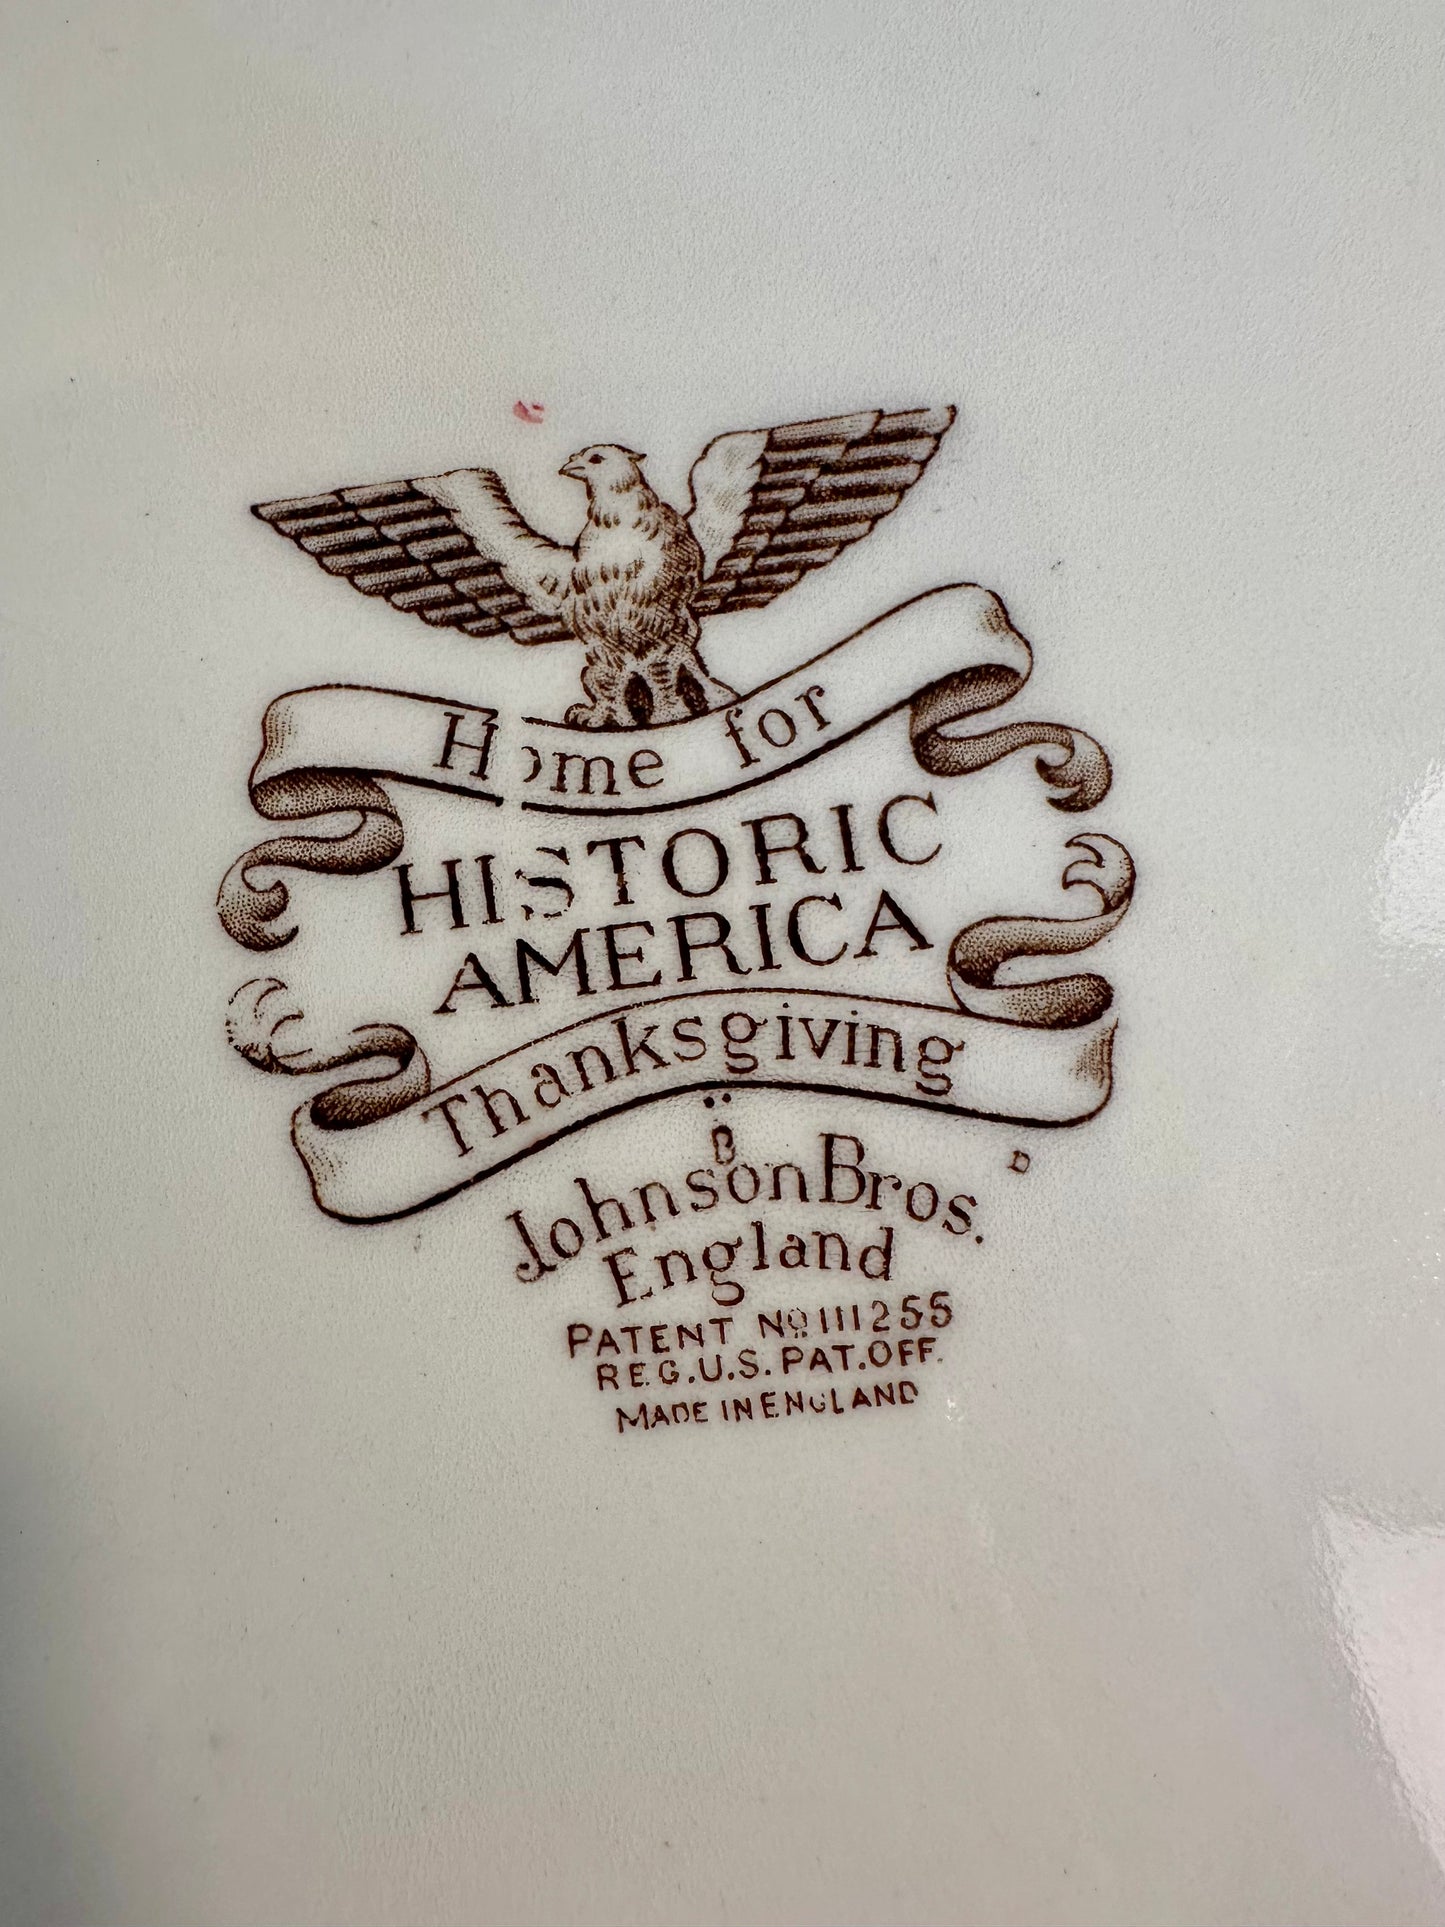 Home for
HISTORIC
AMERICA
Thanksgiving
B
D
Johnson Bros.
England
PATENT No 111255
REG.U.S.PAT.OFF.
MADE IN ENGLAND